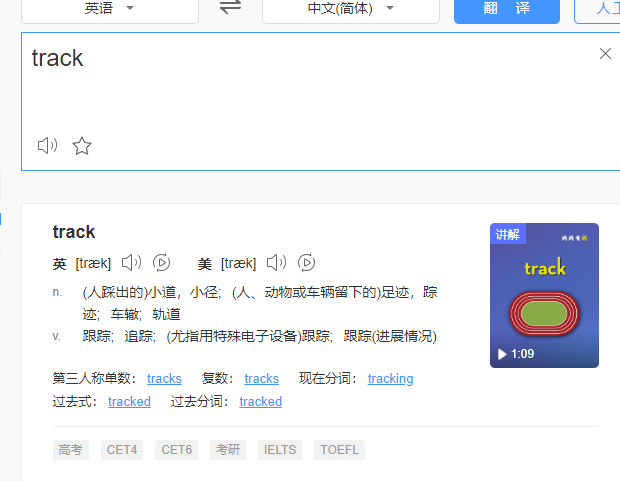 英语 中文(简体) 翻 译 人工
track
track
讲解
英 [træk] 美 [træk]
track
n. (人踩出的)小道，小径; (人、动物或车辆留下的)足迹，踪
迹; 车辙; 轨道
v. 跟踪; 追踪; (尤指用特殊电子设备)跟踪; 跟踪(进展情况)
1:09
第三人称单数: tracks 复数: tracks 现在分词: tracking
过去式: tracked 过去分词: tracked
高考 CET4 CET6 考研 IELTS TOEFL